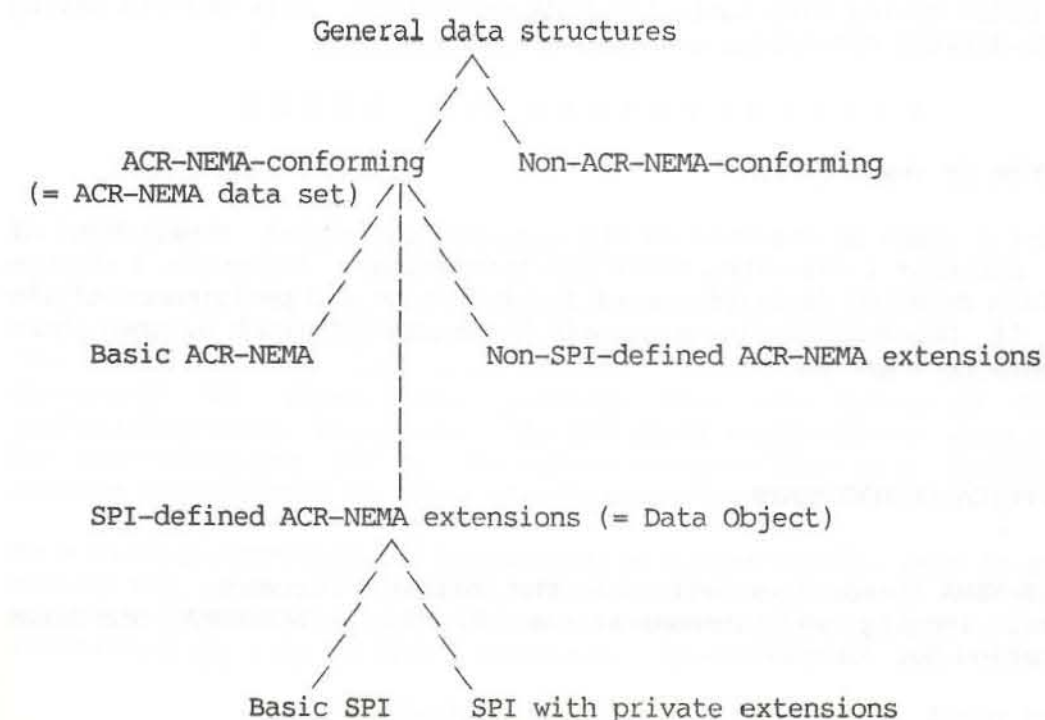 General data structures
ACR-NEMA-conforming Non-ACR-NEMA-conforming
(= ACR-NEMA data set)
Basic ACR-NEMA Non-SPI-defined ACR-NEMA extensions
SPI-defined ACR-NEMA extensions (= Data Object)
Basic SPI SPI with private extensions